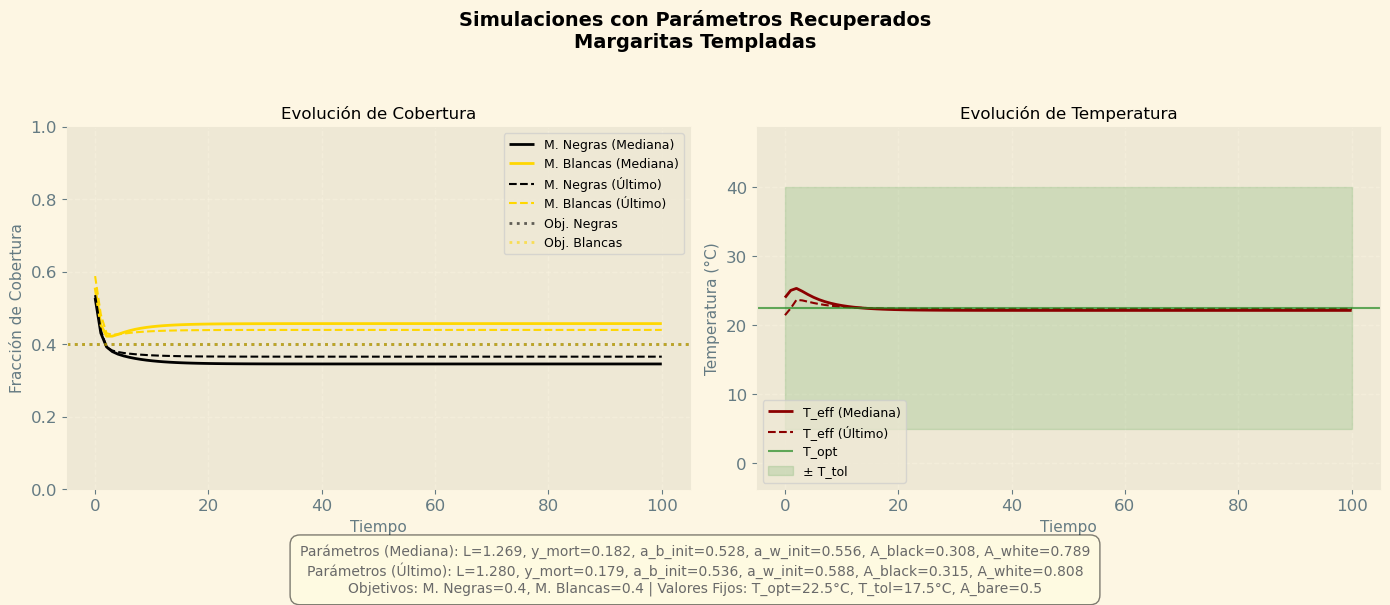 Simulaciones con Parámetros Recuperados
Margaritas Templadas
Evolución de Cobertura
Fracción de Cobertura
1.0
0.8
0.6
0.4
0.2
0.0
0
20
40
60
80
100
Tiempo
M. Negras (Mediana)
M. Blancas (Mediana)
M. Negras (Último)
M. Blancas (Último)
Obj. Negras
Obj. Blancas
Evolución de Temperatura
Temperatura (°C)
40
30
20
10
0
0
20
40
60
80
100
Tiempo
T_eff (Mediana)
T_eff (Último)
T_opt
± T_tol
Parámetros (Mediana): L=1.269, y_mort=0.182, a_b_init=0.528, a_w_init=0.556, A_black=0.308, A_white=0.789
Parámetros (Último): L=1.280, y_mort=0.179, a_b_init=0.536, a_w_init=0.588, A_black=0.315, A_white=0.808
Objetivos: M. Negras=0.4, M. Blancas=0.4 | Valores Fijos: T_opt=22.5°C, T_tol=17.5°C, A_bare=0.5